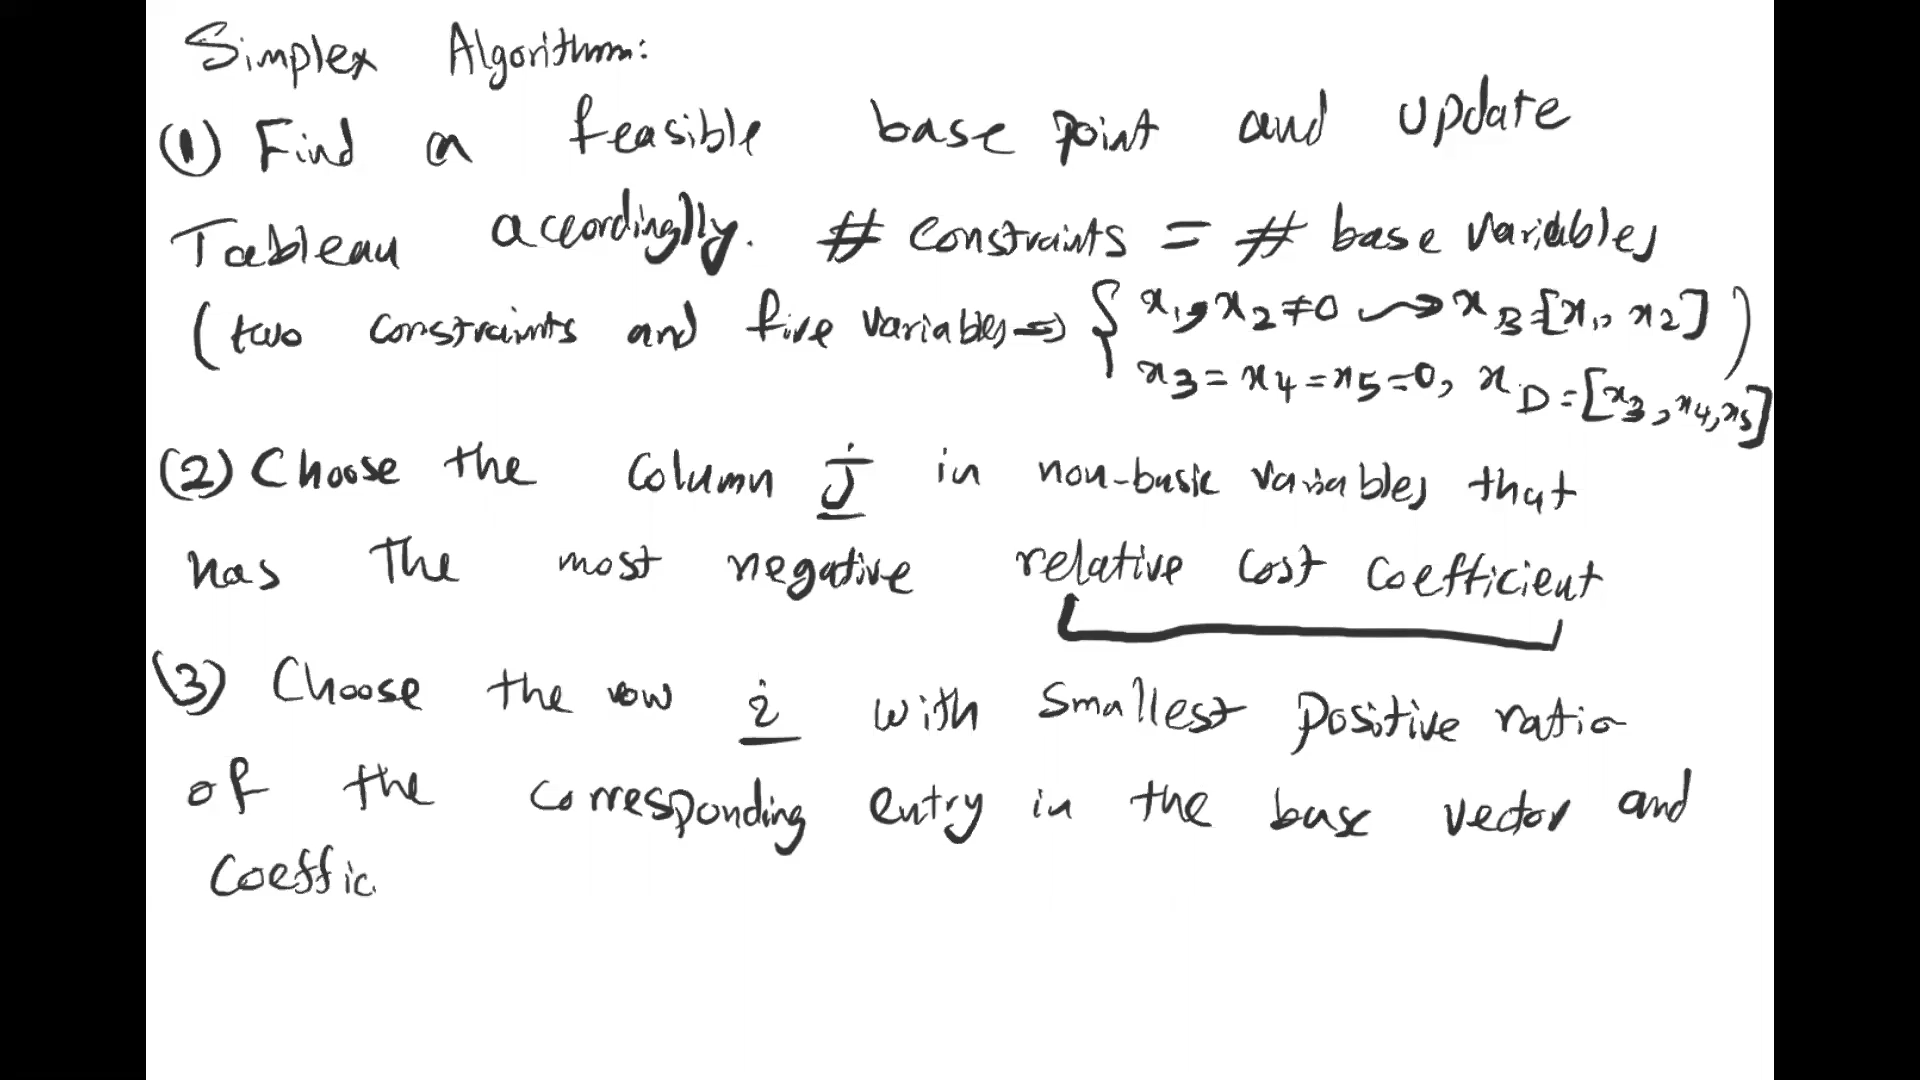 Simplex Algorithm:
(1) Find a feasible base point and update
Tableau accordingly. # Constraints = # base variables
(two constraints and five variables ⇒ { x₁, x₂ ≠ 0 ⇝ x_B = [x₁, x₂] )
x₃ = x₄ = x₅ = 0, x_D = [x₃, x₄, x₅]
(2) Choose the column j in non-basic variables that
has the most negative relative cost coefficient
(3) Choose the row i with smallest positive ratio
of the corresponding entry in the base vector and
Coeffic